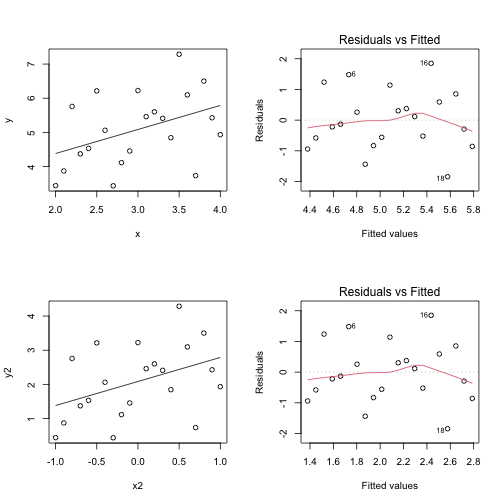 Residuals vs Fitted
y
3 4 5 6 7
2.0 2.5 3.0 3.5 4.0
x
Residuals
-2 -1 0 1 2
16
6
18
4.4 4.6 4.8 5.0 5.2 5.4 5.6 5.8
Fitted values
Residuals vs Fitted
y2
1 2 3 4
-1.0 -0.5 0.0 0.5 1.0
x2
Residuals
-2 -1 0 1 2
16
6
18
1.4 1.6 1.8 2.0 2.2 2.4 2.6 2.8
Fitted values